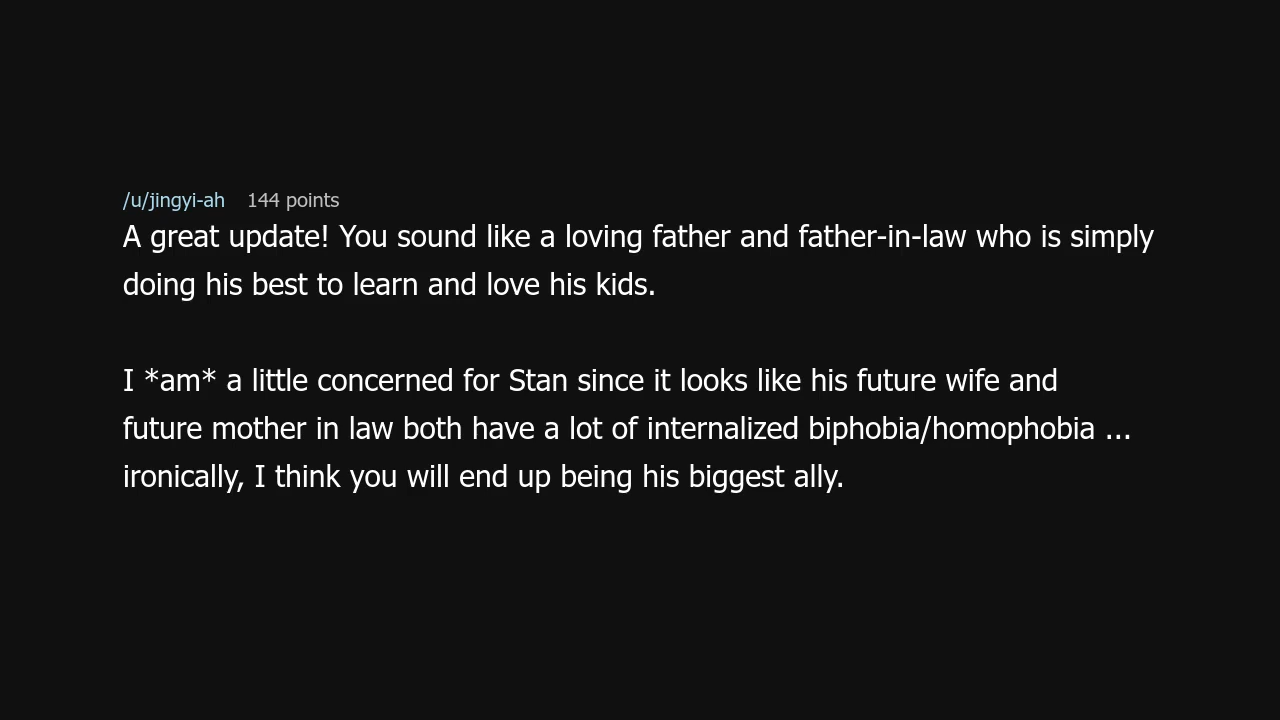 /u/jingyi-ah 144 points
A great update! You sound like a loving father and father-in-law who is simply
doing his best to learn and love his kids.
I *am* a little concerned for Stan since it looks like his future wife and
future mother in law both have a lot of internalized biphobia/homophobia ...
ironically, I think you will end up being his biggest ally.